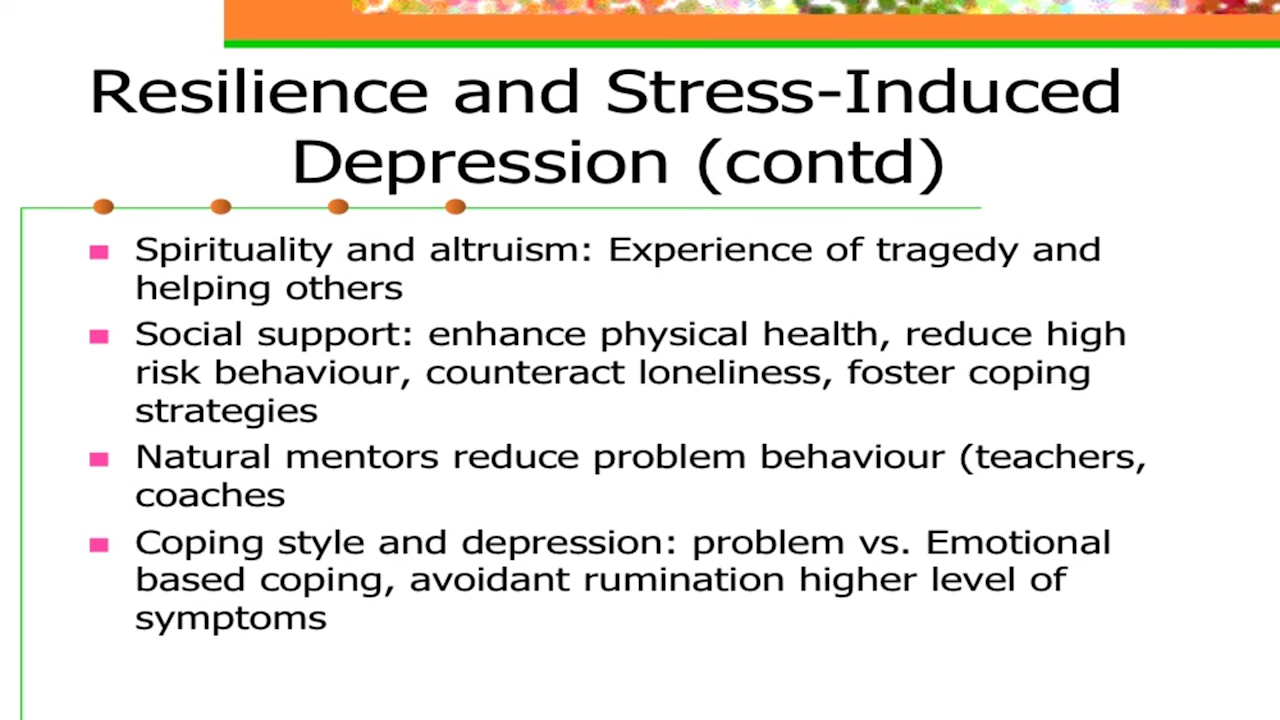 Resilience and Stress-Induced
Depression (contd)
Spirituality and altruism: Experience of tragedy and
helping others
Social support: enhance physical health, reduce high
risk behaviour, counteract loneliness, foster coping
strategies
Natural mentors reduce problem behaviour (teachers,
coaches
Coping style and depression: problem vs. Emotional
based coping, avoidant rumination higher level of
symptoms